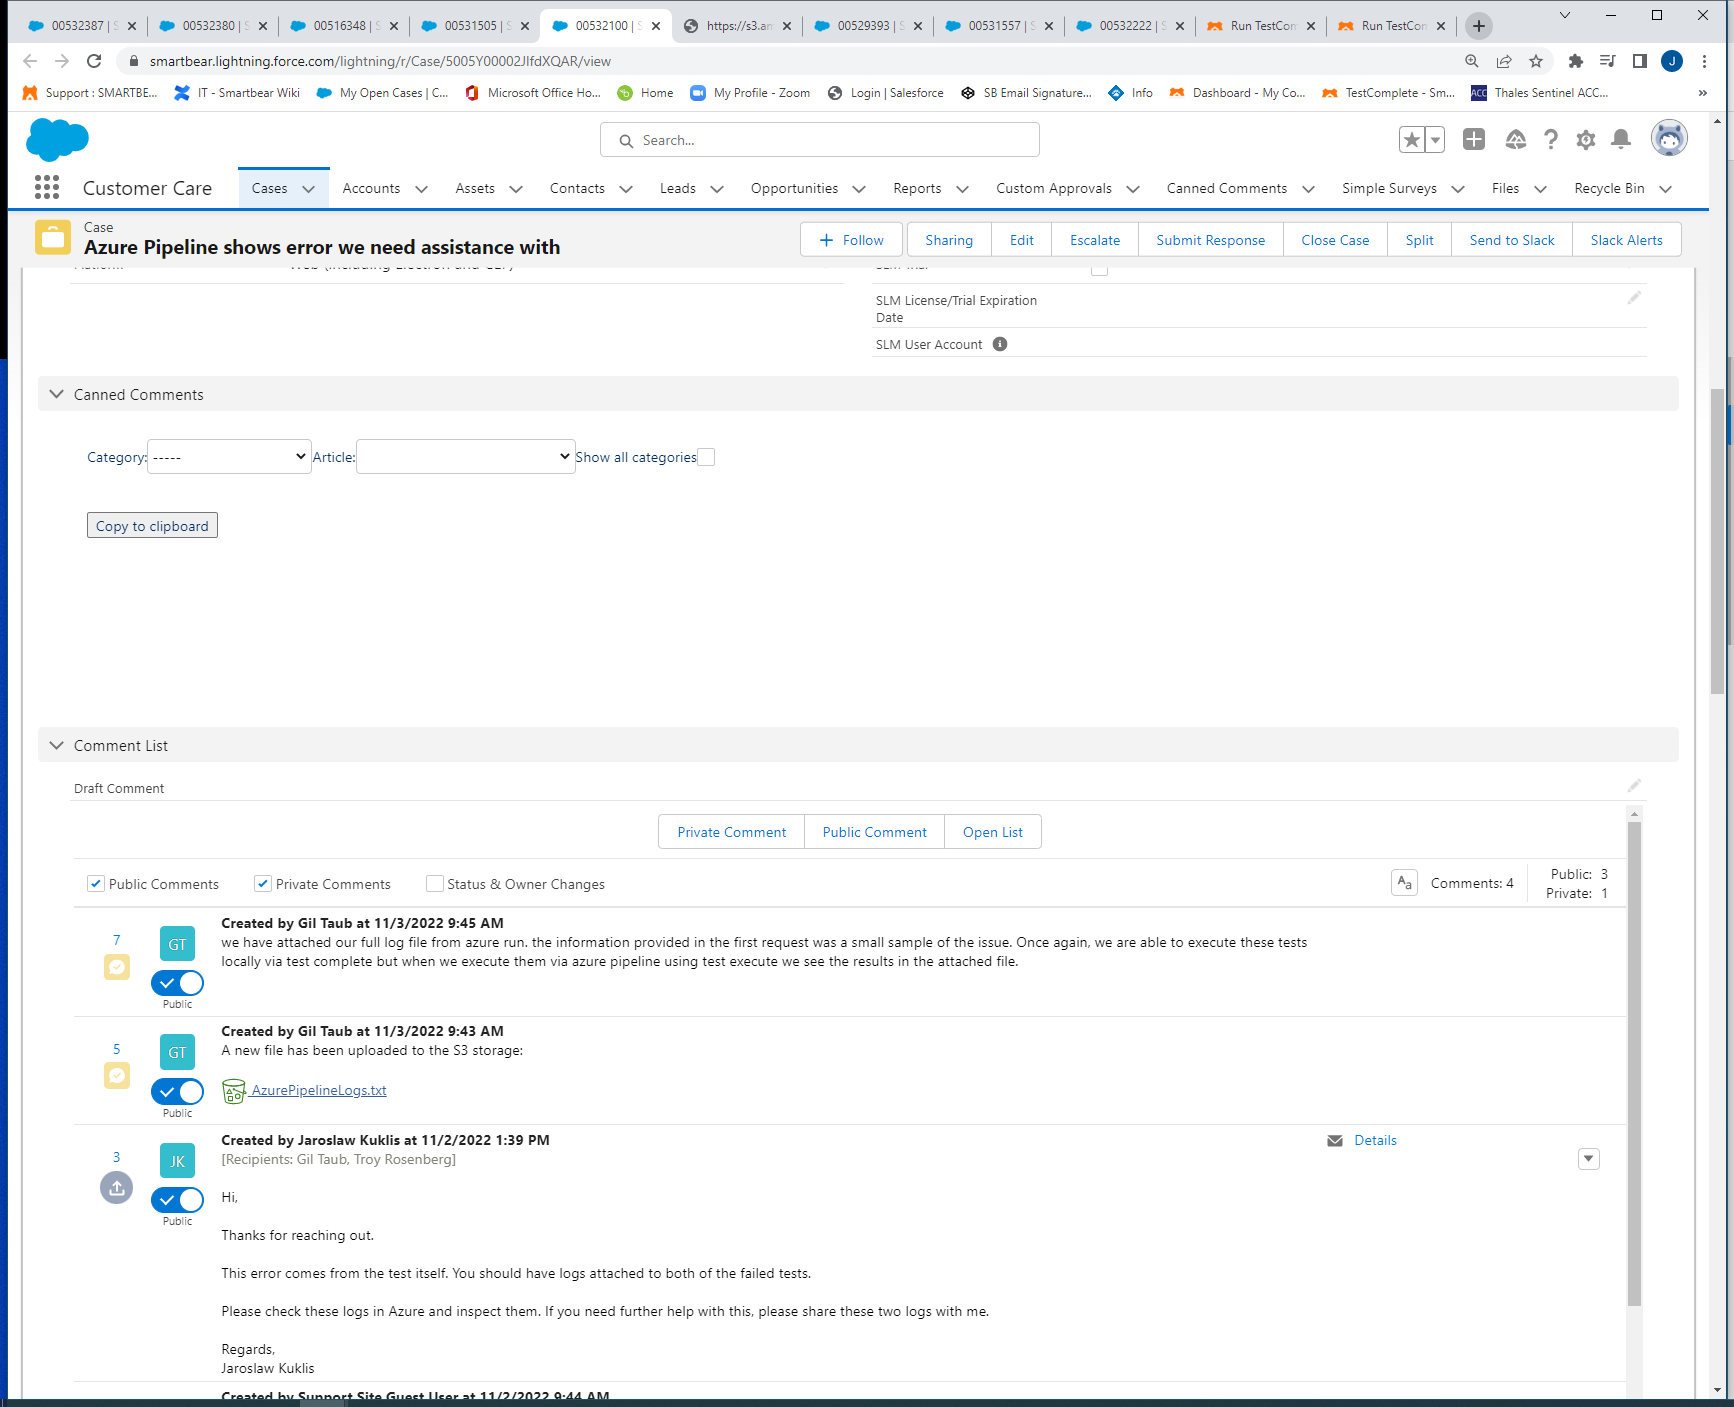 00532387 | S
00532380 | S
00516348 | S
00531505 | S
00532100 | S
https://s3.am
00529393 | S
00531557 | S
00532222 | S
Run TestCom
Run TestCom
smartbear.lightning.force.com/lightning/r/Case/5005Y00002JIfdXQAR/view
J
Support : SMARTBE...
IT - Smartbear Wiki
My Open Cases | C...
Microsoft Office Ho...
Home
My Profile - Zoom
Login | Salesforce
SB Email Signature...
Info
Dashboard - My Co...
TestComplete - Sm...
ACC
Thales Sentinel ACC...
Search...
Customer Care
Cases
Accounts
Assets
Contacts
Leads
Opportunities
Reports
Custom Approvals
Canned Comments
Simple Surveys
Files
Recycle Bin
Case
Azure Pipeline shows error we need assistance with
Follow
Sharing
Edit
Escalate
Submit Response
Close Case
Split
Send to Slack
Slack Alerts
Platform
Web (including Electron and CEF)
SLM Trial
SLM License/Trial Expiration
Date
SLM User Account
Canned Comments
Category: -----
Article:
Show all categories
Copy to clipboard
Comment List
Draft Comment
Private Comment
Public Comment
Open List
Public Comments
Private Comments
Status & Owner Changes
Aa
Comments: 4
Public: 3
Private: 1
7
GT
Public
Created by Gil Taub at 11/3/2022 9:45 AM
we have attached our full log file from azure run. the information provided in the first request was a small sample of the issue. Once again, we are able to execute these tests
locally via test complete but when we execute them via azure pipeline using test execute we see the results in the attached file.
5
GT
Public
Created by Gil Taub at 11/3/2022 9:43 AM
A new file has been uploaded to the S3 storage:
AzurePipelineLogs.txt
3
JK
Public
Created by Jaroslaw Kuklis at 11/2/2022 1:39 PM
Details
[Recipients: Gil Taub, Troy Rosenberg]
Hi,
Thanks for reaching out.
This error comes from the test itself. You should have logs attached to both of the failed tests.
Please check these logs in Azure and inspect them. If you need further help with this, please share these two logs with me.
Regards,
Jaroslaw Kuklis
Created by Support Site Guest User at 11/2/2022 9:44 AM